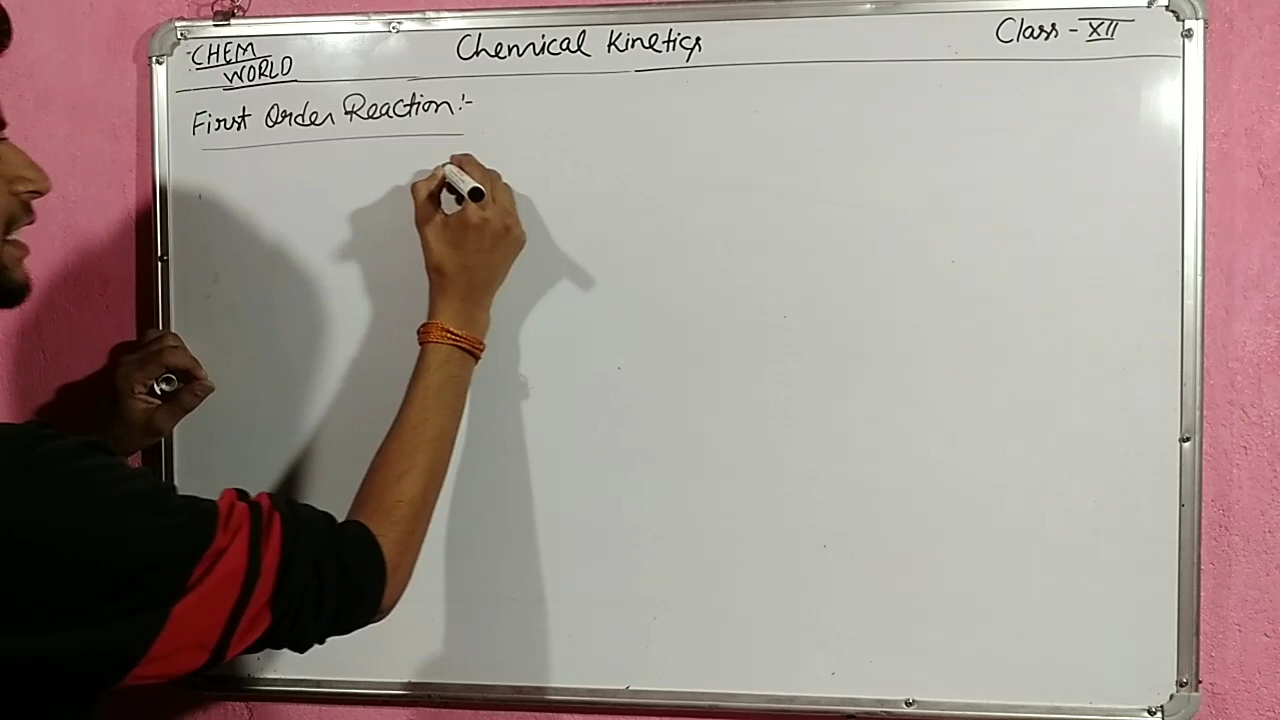 CHEM WORLD
Chemical Kinetics
Class - XII
First Order Reaction :-